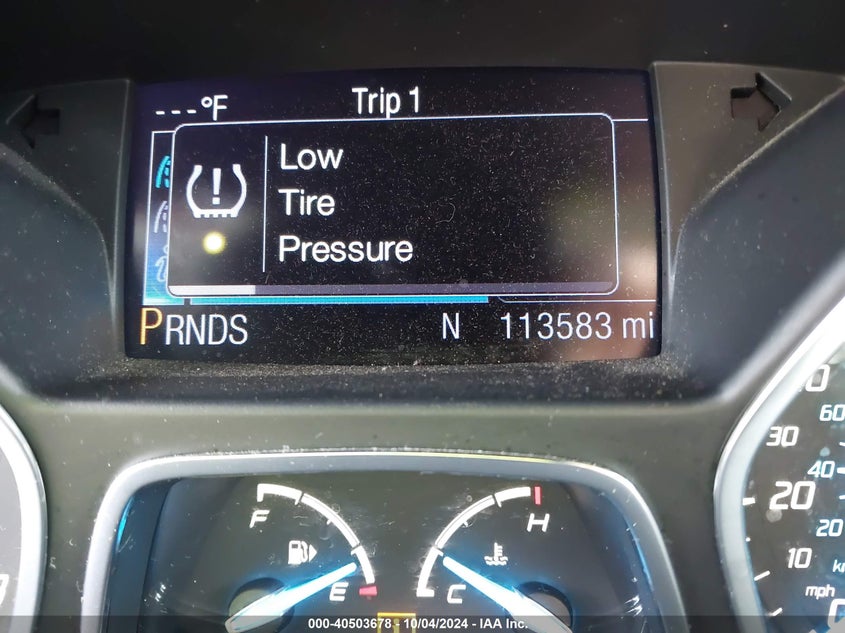 ---°F Trip 1
Low
Tire
Pressure
PRNDS N 113583 mi
F H
E C
30
20
10
mph
60
40
20
000-40503678 - 10/04/2024 - IAA Inc.